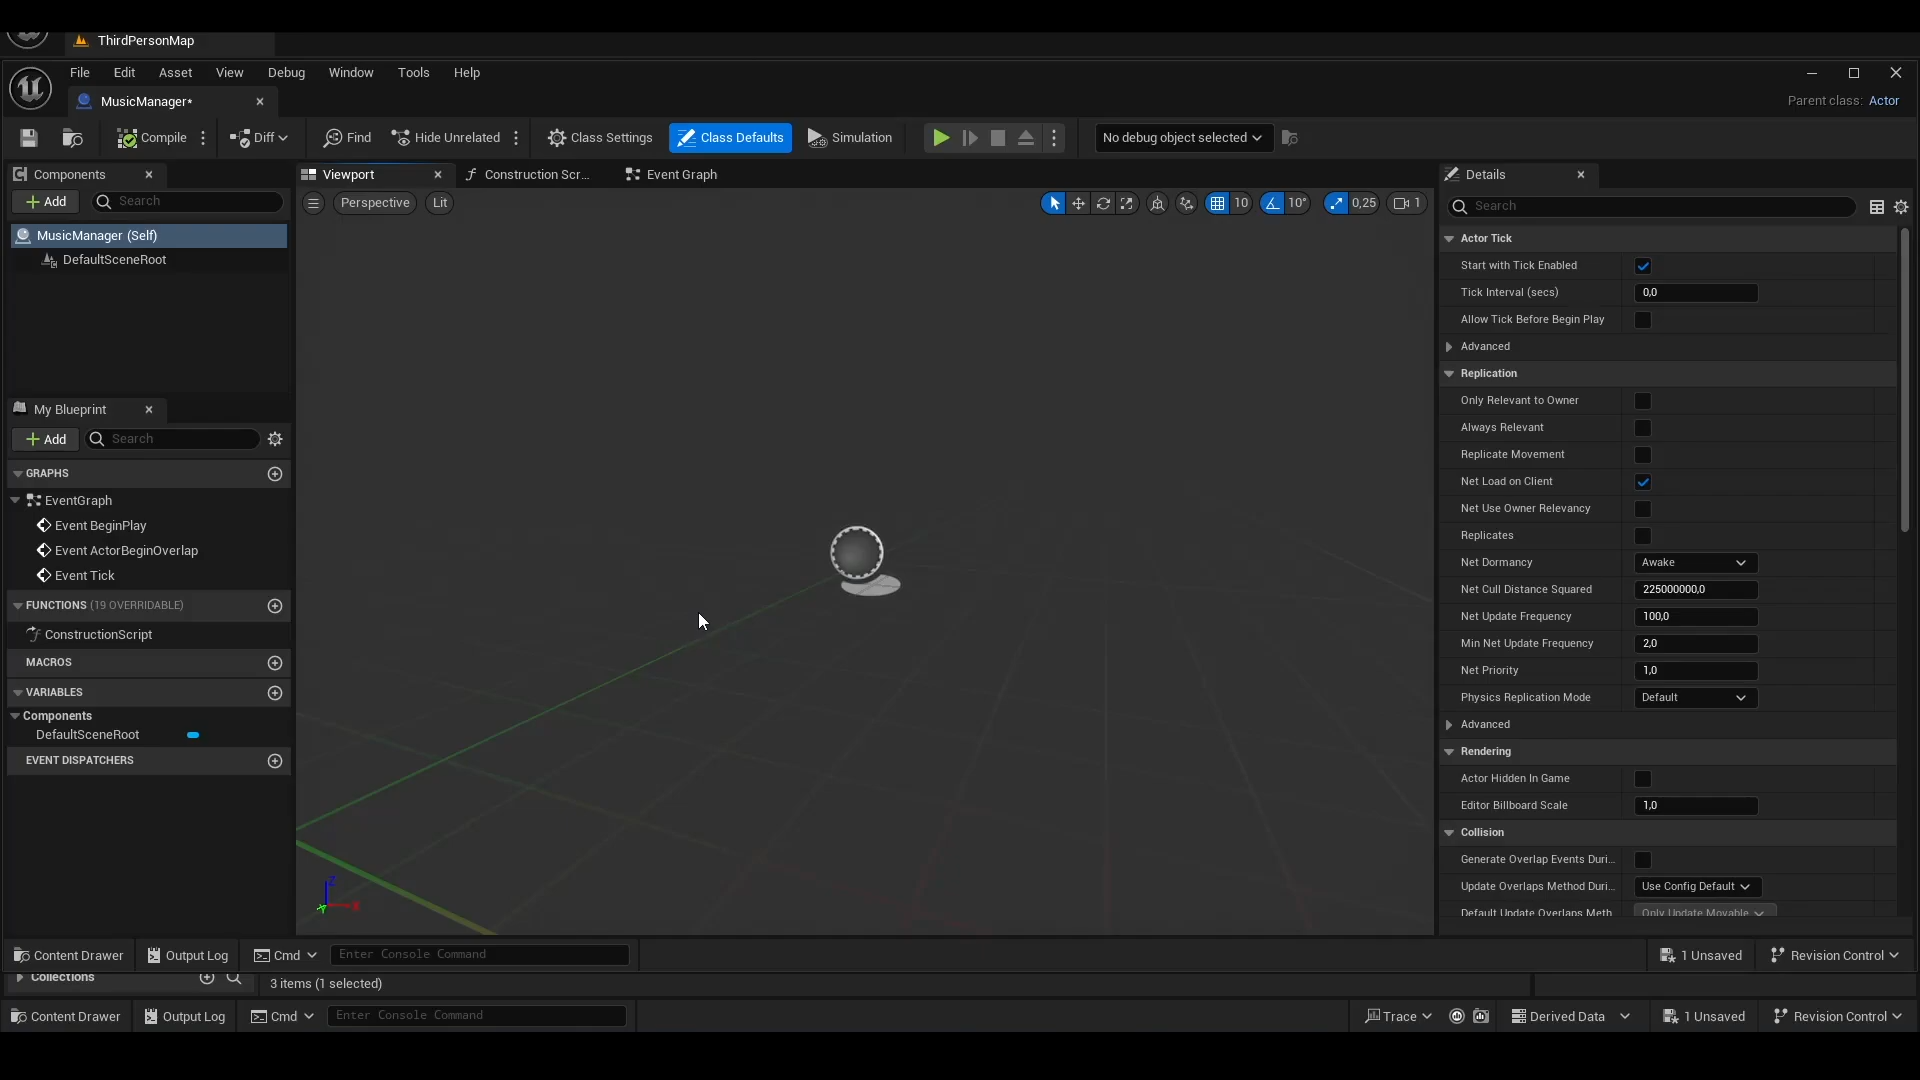 ThirdPersonMap
File Edit Asset View Debug Window Tools Help
MusicManager*
Parent class: Actor
Compile Diff Find Hide Unrelated Class Settings Class Defaults Simulation No debug object selected
Components
Add Search
MusicManager (Self)
DefaultSceneRoot
My Blueprint
Add Search
GRAPHS
EventGraph
Event BeginPlay
Event ActorBeginOverlap
Event Tick
FUNCTIONS (19 OVERRIDABLE)
ConstructionScript
MACROS
VARIABLES
Components
DefaultSceneRoot
EVENT DISPATCHERS
Viewport Construction Scr... Event Graph
Perspective Lit 10 10° 0,25 1
Z
X
Y
Details
Search
Actor Tick
Start with Tick Enabled
Tick Interval (secs) 0,0
Allow Tick Before Begin Play
Advanced
Replication
Only Relevant to Owner
Always Relevant
Replicate Movement
Net Load on Client
Net Use Owner Relevancy
Replicates
Net Dormancy Awake
Net Cull Distance Squared 225000000,0
Net Update Frequency 100,0
Min Net Update Frequency 2,0
Net Priority 1,0
Physics Replication Mode Default
Advanced
Rendering
Actor Hidden In Game
Editor Billboard Scale 1,0
Collision
Generate Overlap Events Duri...
Update Overlaps Method Duri... Use Config Default
Default Update Overlaps Meth Only Update Movable
Content Drawer Output Log Cmd Enter Console Command 1 Unsaved Revision Control
Collections 3 items (1 selected)
Content Drawer Output Log Cmd Enter Console Command Trace Derived Data 1 Unsaved Revision Control